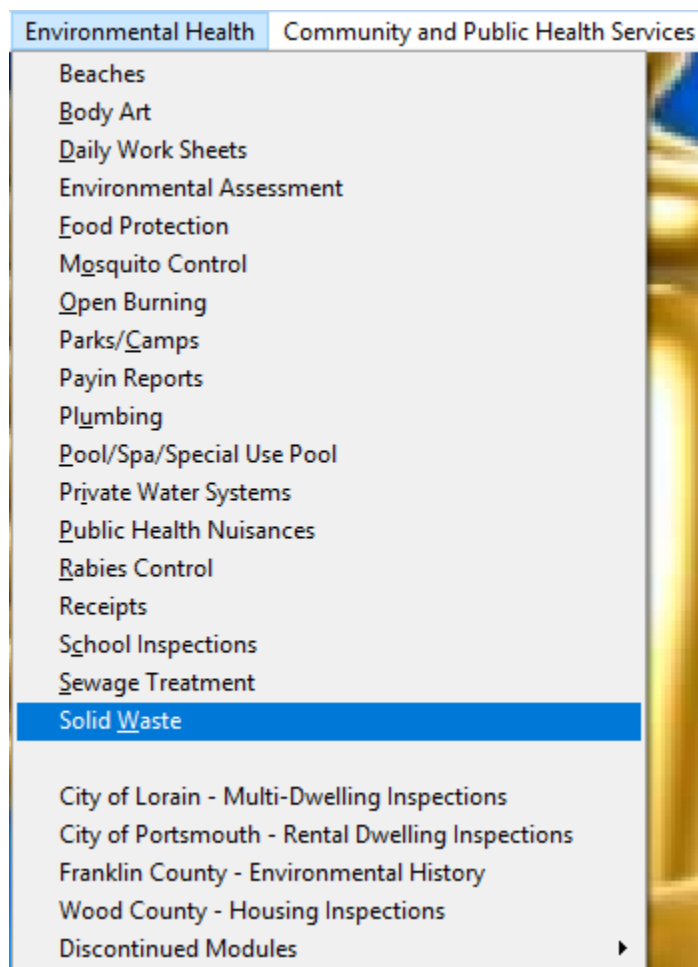 Environmental Health Community and Public Health Services
Beaches
Body Art
Daily Work Sheets
Environmental Assessment
Food Protection
Mosquito Control
Open Burning
Parks/Camps
Payin Reports
Plumbing
Pool/Spa/Special Use Pool
Private Water Systems
Public Health Nuisances
Rabies Control
Receipts
School Inspections
Sewage Treatment
Solid Waste
City of Lorain - Multi-Dwelling Inspections
City of Portsmouth - Rental Dwelling Inspections
Franklin County - Environmental History
Wood County - Housing Inspections
Discontinued Modules